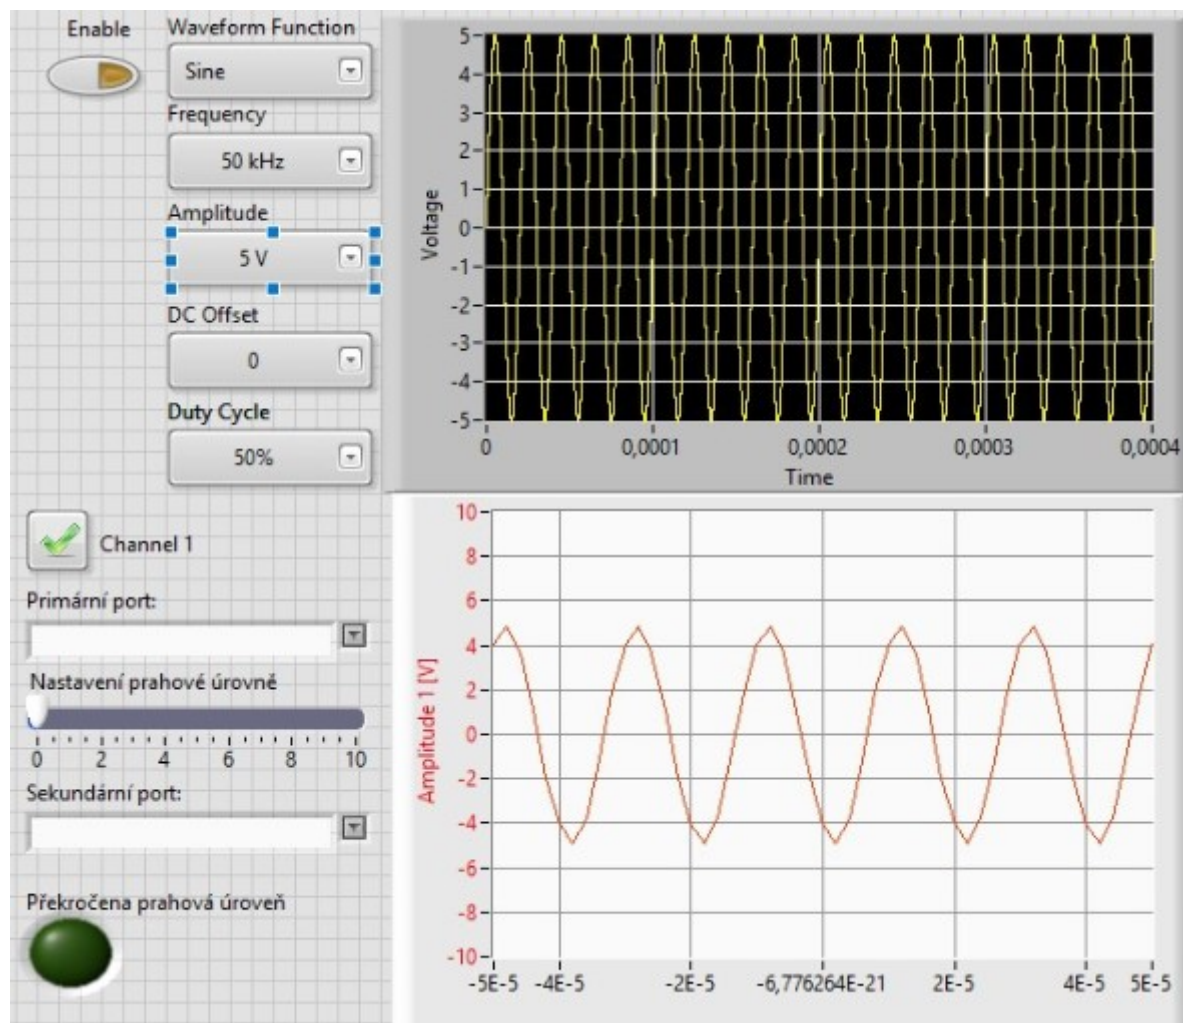 Enable
Waveform Function
Sine
Frequency
50 kHz
Amplitude
5 V
DC Offset
0
Duty Cycle
50%
Voltage
5
4
3
2
1
0
-1
-2
-3
-4
-5
0 0,0001 0,0002 0,0003 0,0004
Time
Channel 1
Primární port:
Nastavení prahové úrovně
0 2 4 6 8 10
Sekundární port:
Překročena prahová úroveň
Amplitude 1 [V]
10
8
6
4
2
0
-2
-4
-6
-8
-10
-5E-5 -4E-5 -2E-5 -6,776264E-21 2E-5 4E-5 5E-5